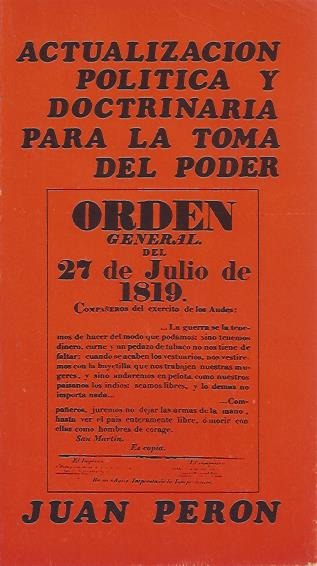 ACTUALIZACION
POLITICA Y
DOCTRINARIA
PARA LA TOMA
DEL PODER
ORDEN
GENERAL.
DEL
27 de Julio de
1819.
COMPAÑEROS del exercito de los Andes:
...La guerra se la tene-
mos de hacer del modo que podamos: sino tenemos
dinero, carne y un pedazo de tabaco no nos tiene de
faltar: cuando se acaben los vestuarios, nos vestire-
mos con la bayetilla que nos trabajen nuestras mu-
geres, y sino andaremos en pelota como nuestros
paisanos los indios: seamos libres, y lo demas no
importa nada...
...Com-
pañeros, juremos no dejar las armas de la mano,
hasta ver el pais enteramente libre, ó morir con
ellas como hombres de corage.
San Martin.
Es copia.
JUAN PERON